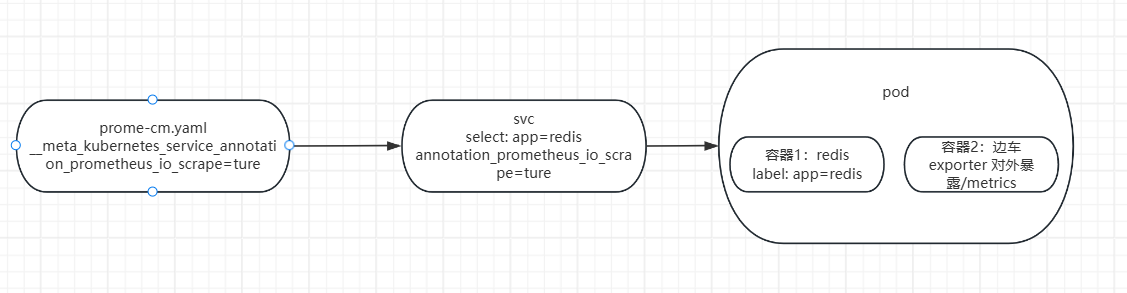 prome-cm.yaml
__meta_kubernetes_service_annotati
on_prometheus_io_scrape=ture
svc
select: app=redis
annotation_prometheus_io_scra
pe=ture
pod
容器1：redis
label: app=redis
容器2：边车
exporter 对外暴
露/metrics